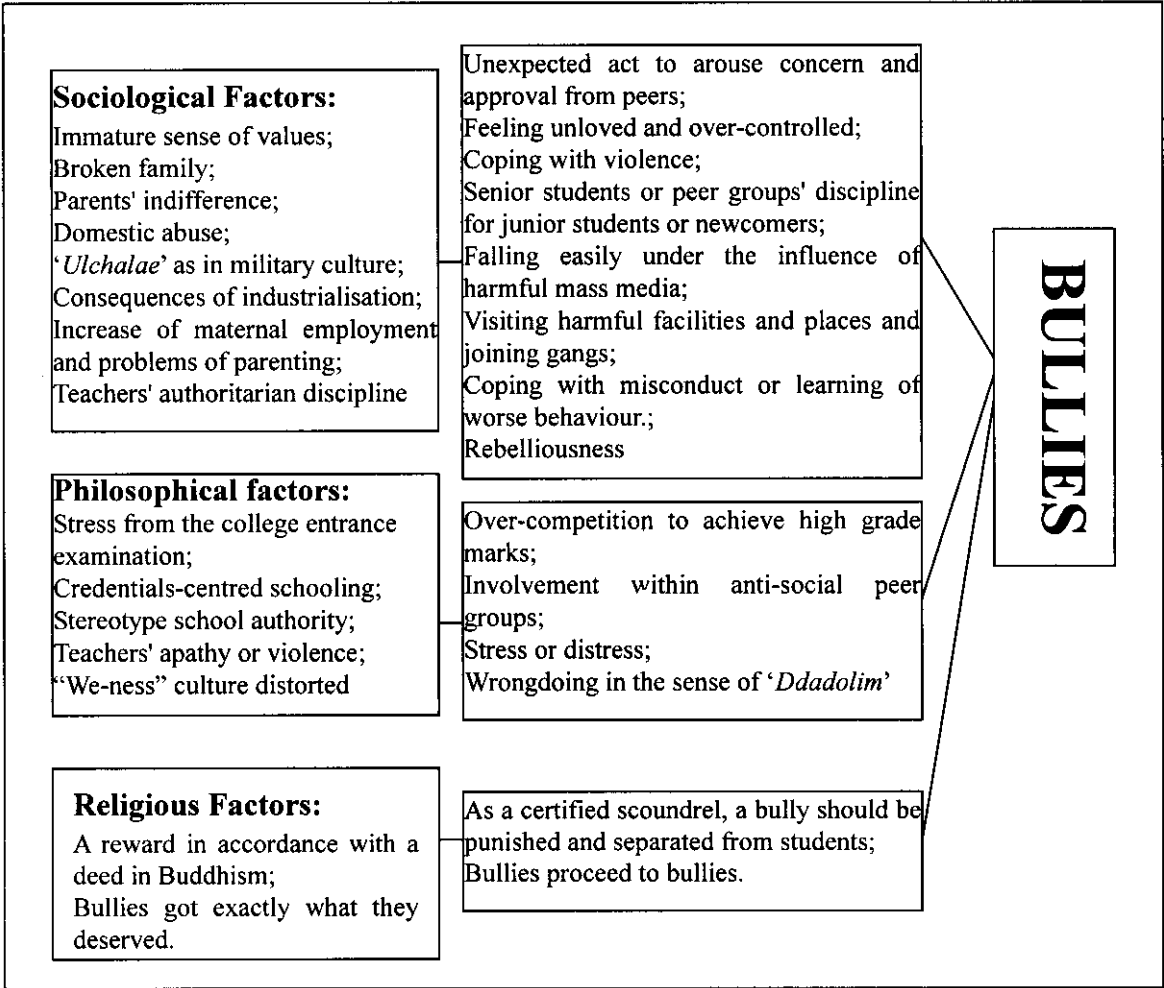 Sociological Factors:
Immature sense of values;
Broken family;
Parents' indifference;
Domestic abuse;
‘Ulchalae’ as in military culture;
Consequences of industrialisation;
Increase of maternal employment
and problems of parenting;
Teachers' authoritarian discipline
Unexpected act to arouse concern and
approval from peers;
Feeling unloved and over-controlled;
Coping with violence;
Senior students or peer groups' discipline
for junior students or newcomers;
Falling easily under the influence of
harmful mass media;
Visiting harmful facilities and places and
joining gangs;
Coping with misconduct or learning of
worse behaviour.;
Rebelliousness
Philosophical factors:
Stress from the college entrance
examination;
Credentials-centred schooling;
Stereotype school authority;
Teachers' apathy or violence;
“We-ness” culture distorted
Over-competition to achieve high grade
marks;
Involvement within anti-social peer
groups;
Stress or distress;
Wrongdoing in the sense of ‘Ddadolim’
Religious Factors:
A reward in accordance with a
deed in Buddhism;
Bullies got exactly what they
deserved.
As a certified scoundrel, a bully should be
punished and separated from students;
Bullies proceed to bullies.
BULLIES